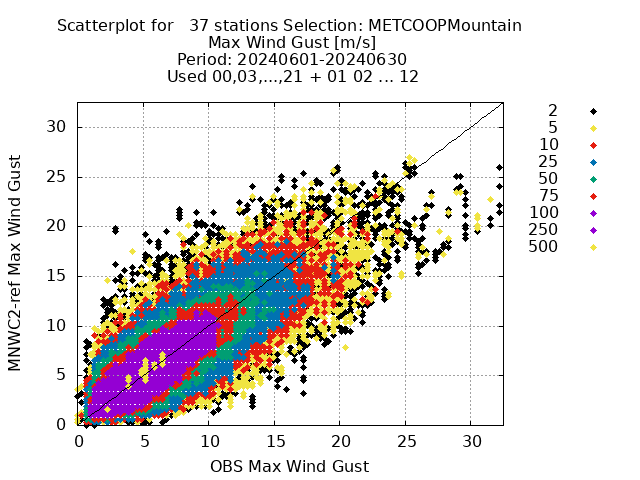 Scatterplot for   37 stations Selection: METCOOPMountain
Max Wind Gust [m/s]
Period: 20240601-20240630
Used 00,03,...,21 + 01 02 ... 12
MNWC2-ref Max Wind Gust
30
25
20
15
10
5
0
0 5 10 15 20 25 30
OBS Max Wind Gust
2
5
10
25
50
75
100
250
500